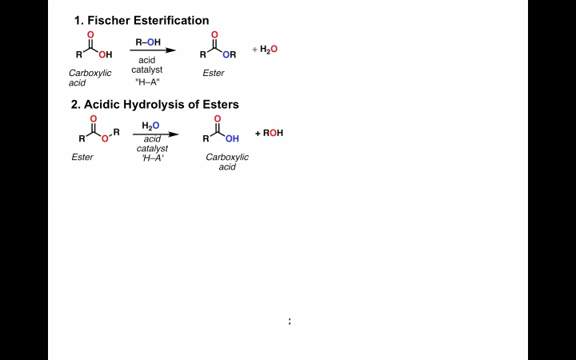 1. Fischer Esterification
O
R OH
R–OH
acid
catalyst
"H–A"
O
R OR
+ H₂O
Carboxylic
acid
Ester
2. Acidic Hydrolysis of Esters
O
R O R
H₂O
acid
catalyst
'H–A'
O
R OH
+ ROH
Ester
Carboxylic
acid
;